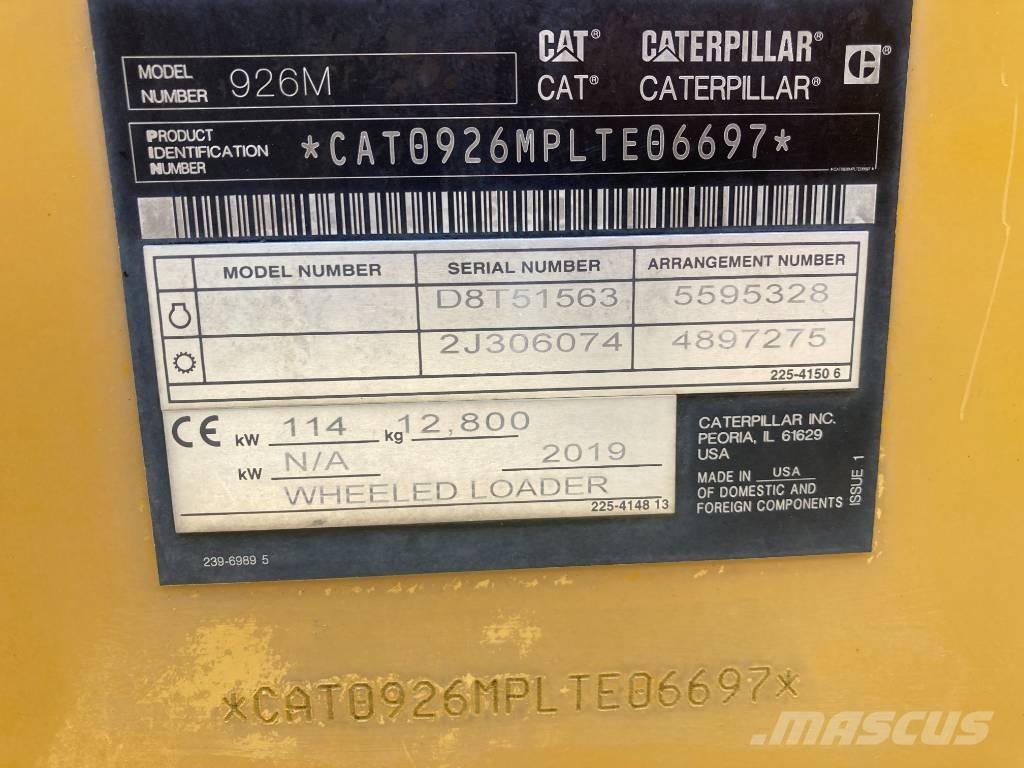 CAT® CATERPILLAR®
MODEL NUMBER 926M
CAT® CATERPILLAR®
PRODUCT IDENTIFICATION NUMBER *CAT0926MPLTE06697*
MODEL NUMBER SERIAL NUMBER ARRANGEMENT NUMBER
D8T51563 5595328
2J306074 4897275
225-4150 6
CE kW 114 kg 12,800
kW N/A 2019
WHEELED LOADER
225-4148 13
CATERPILLAR INC.
PEORIA, IL 61629
USA
MADE IN USA
OF DOMESTIC AND
FOREIGN COMPONENTS
ISSUE 1
239-6989 5
*CAT0926MPLTE06697*
MASCUS